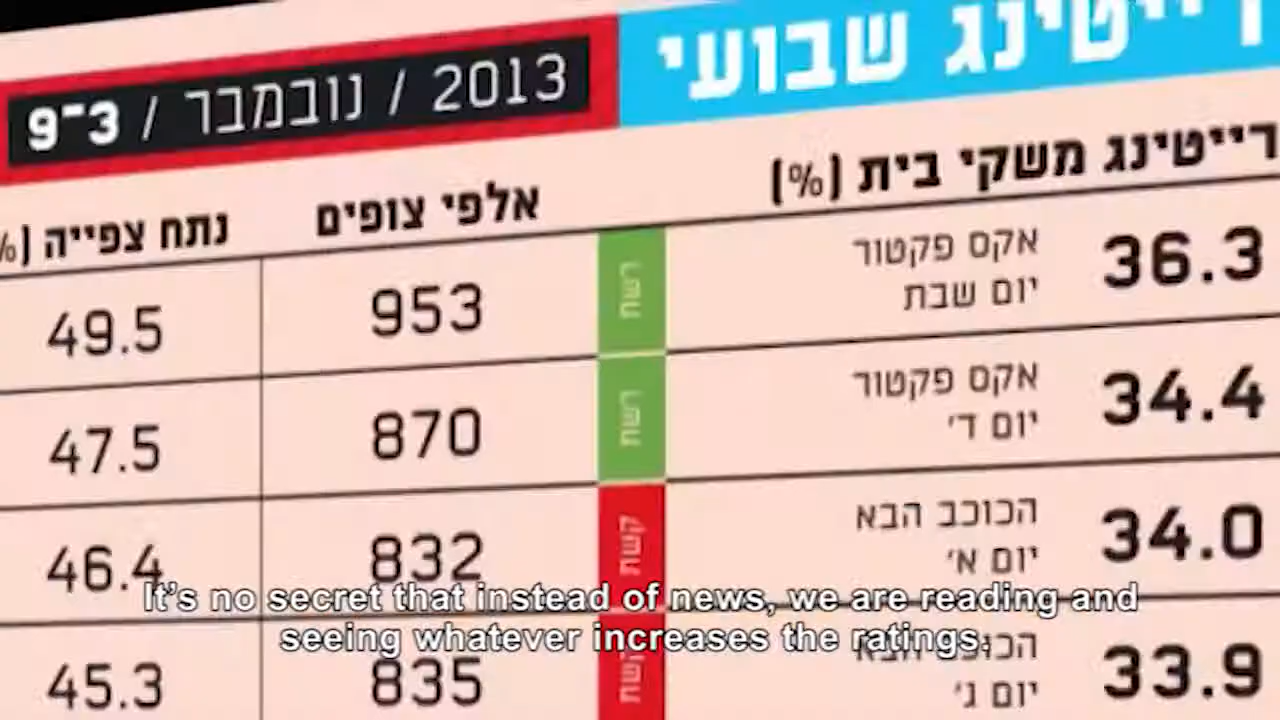 רייטינג שבועי
2013 / נובמבר / 3-9
רייטינג משקי בית (%)
אלפי צופים
נתח צפייה (%
36.3
אקס פקטור
יום שבת
רשת
953
49.5
34.4
אקס פקטור
יום ד'
רשת
870
47.5
34.0
הכוכב הבא
יום א'
קשת
832
46.4
33.9
הכוכב הבא
יום ג'
קשת
835
45.3
It's no secret that instead of news, we are reading and
seeing whatever increases the ratings.